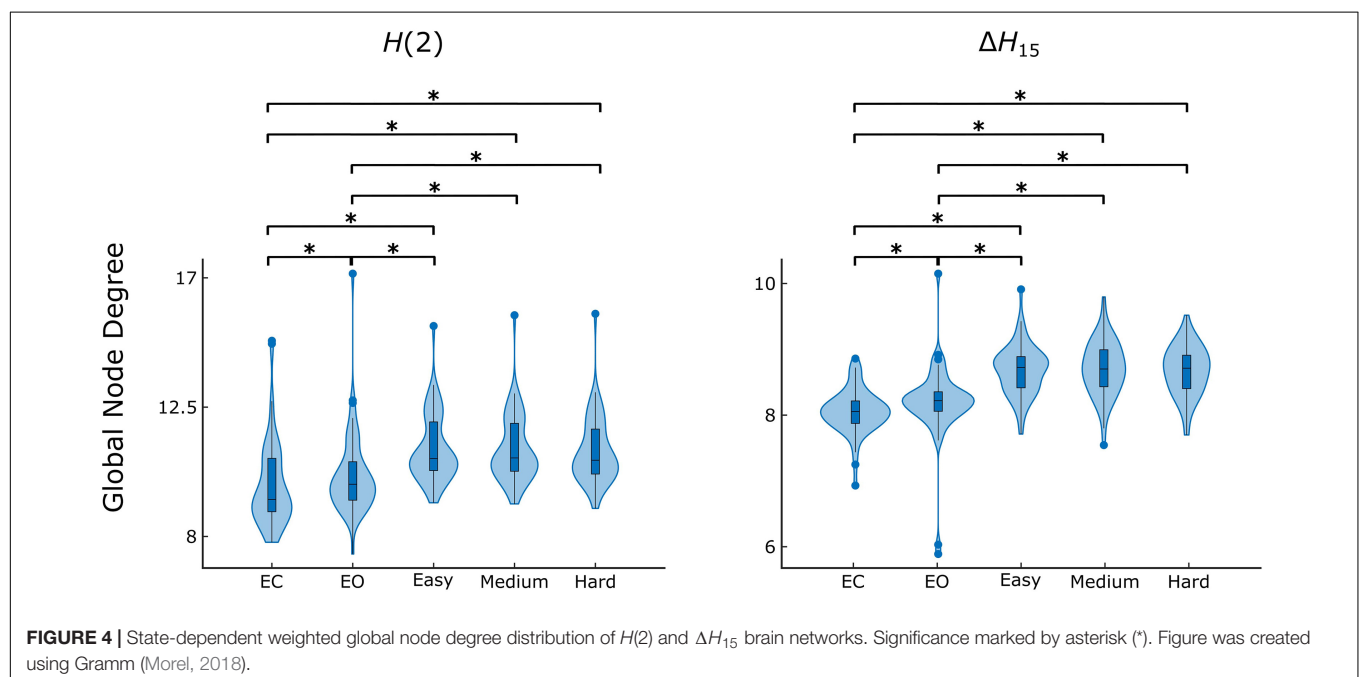 H(2)
ΔH₁₅
* * * * * * *
* * * * * * *
Global Node Degree
17
12.5
8
EC EO Easy Medium Hard
10
8
6
EC EO Easy Medium Hard
FIGURE 4 | State-dependent weighted global node degree distribution of H(2) and ΔH₁₅ brain networks. Significance marked by asterisk (*). Figure was created
using Gramm (Morel, 2018).